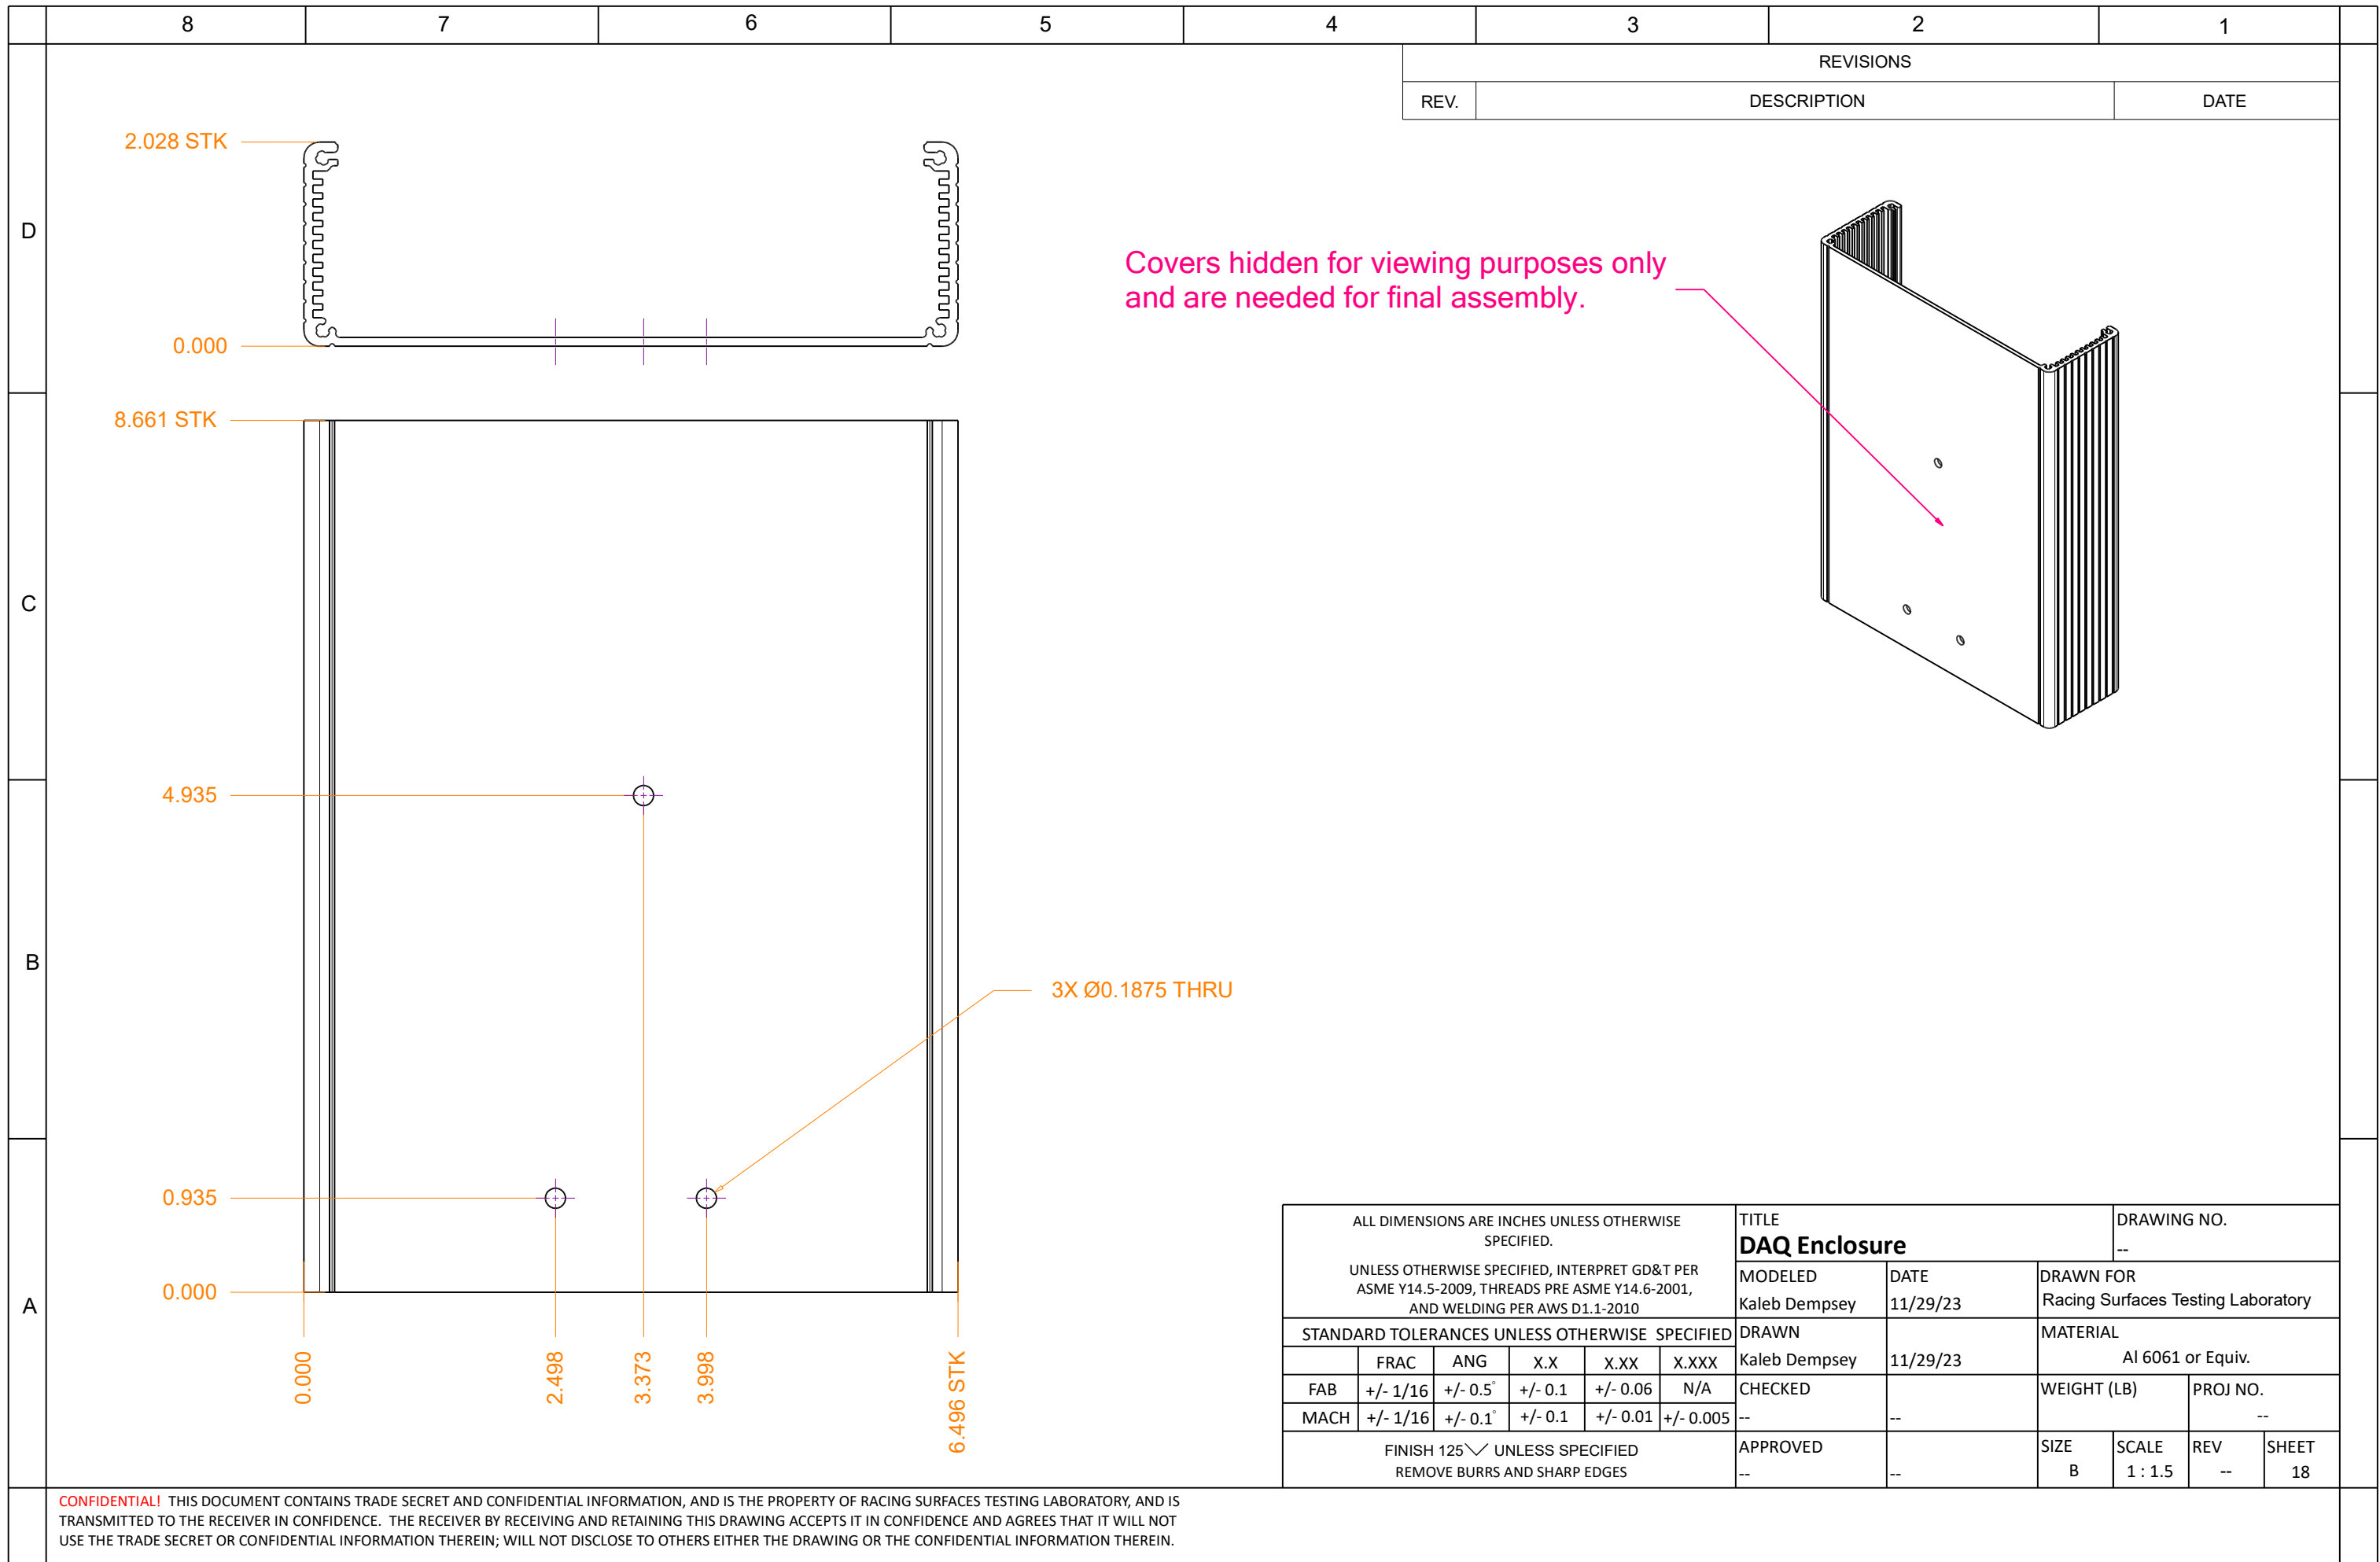 8 7 6 5 4 3 2 1
REVISIONS
REV. DESCRIPTION DATE
D
C
B
A
2.028 STK
0.000
8.661 STK
4.935
0.935
0.000
0.000
2.498
3.373
3.998
6.496 STK
3X Ø0.1875 THRU
Covers hidden for viewing purposes only
and are needed for final assembly.
ALL DIMENSIONS ARE INCHES UNLESS OTHERWISE
SPECIFIED.
UNLESS OTHERWISE SPECIFIED, INTERPRET GD&T PER
ASME Y14.5-2009, THREADS PRE ASME Y14.6-2001,
AND WELDING PER AWS D1.1-2010
STANDARD TOLERANCES UNLESS OTHERWISE SPECIFIED
FRAC ANG X.X X.XX X.XXX
FAB +/- 1/16 +/- 0.5° +/- 0.1 +/- 0.06 N/A
MACH +/- 1/16 +/- 0.1° +/- 0.1 +/- 0.01 +/- 0.005
FINISH 125 UNLESS SPECIFIED
REMOVE BURRS AND SHARP EDGES
TITLE
DAQ Enclosure
DRAWING NO.
--
MODELED DATE
Kaleb Dempsey 11/29/23
DRAWN FOR
Racing Surfaces Testing Laboratory
DRAWN
Kaleb Dempsey 11/29/23
MATERIAL
Al 6061 or Equiv.
CHECKED
-- --
WEIGHT (LB)
PROJ NO.
--
APPROVED
-- --
SIZE SCALE REV SHEET
B 1 : 1.5 -- 18
CONFIDENTIAL! THIS DOCUMENT CONTAINS TRADE SECRET AND CONFIDENTIAL INFORMATION, AND IS THE PROPERTY OF RACING SURFACES TESTING LABORATORY, AND IS
TRANSMITTED TO THE RECEIVER IN CONFIDENCE. THE RECEIVER BY RECEIVING AND RETAINING THIS DRAWING ACCEPTS IT IN CONFIDENCE AND AGREES THAT IT WILL NOT
USE THE TRADE SECRET OR CONFIDENTIAL INFORMATION THEREIN; WILL NOT DISCLOSE TO OTHERS EITHER THE DRAWING OR THE CONFIDENTIAL INFORMATION THEREIN.